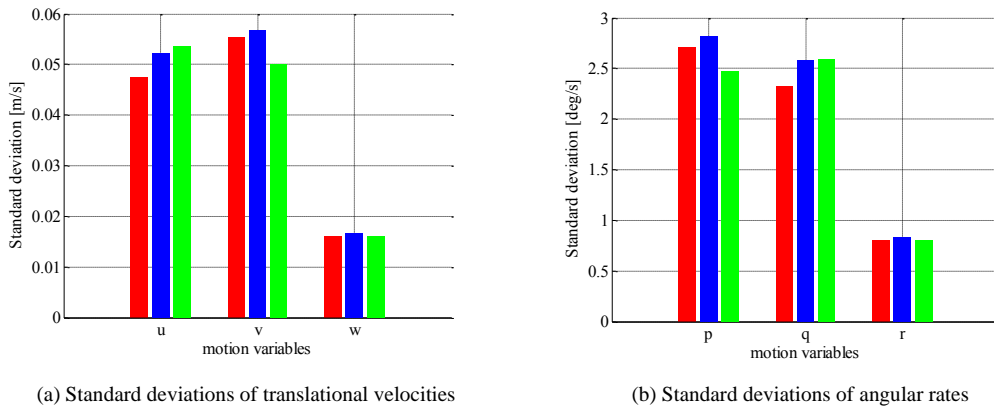 0.06
0.05
0.04
0.03
0.02
0.01
0
Standard deviation [m/s]
u v w
motion variables
(a) Standard deviations of translational velocities
3
2.5
2
1.5
1
0.5
0
Standard deviation [deg/s]
p q r
motion variables
(b) Standard deviations of angular rates